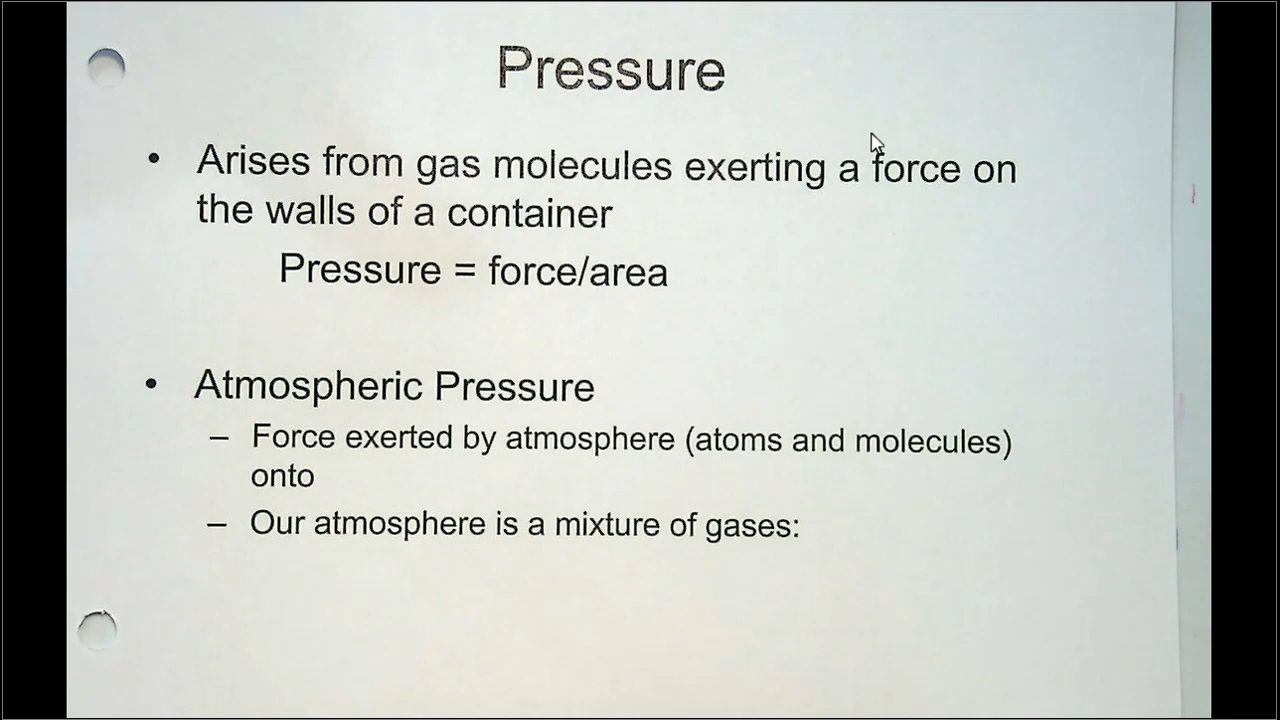 Pressure
• Arises from gas molecules exerting a force on
the walls of a container
Pressure = force/area
• Atmospheric Pressure
– Force exerted by atmosphere (atoms and molecules)
onto
– Our atmosphere is a mixture of gases: